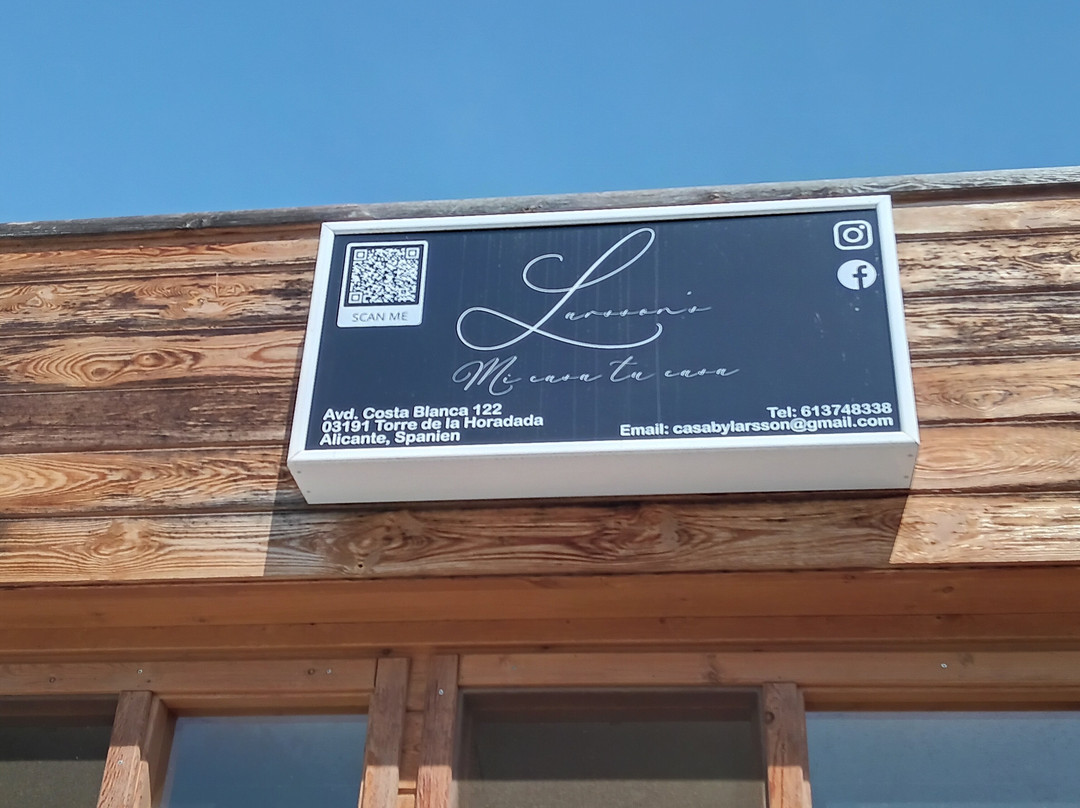 SCAN ME
Larsson's
Mi casa tu casa
Avd. Costa Blanca 122
03191 Torre de la Horadada
Alicante, Spanien
Tel: 613748338
Email: casabylarsson@gmail.com